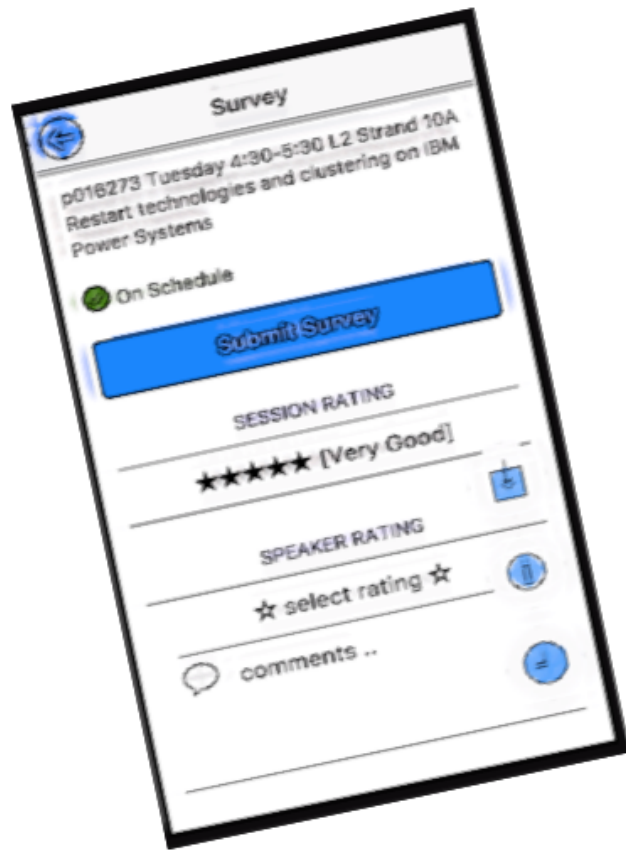 Survey
p016273 Tuesday 4:30-5:30 L2 Strand 10A
Restart technologies and clustering on IBM
Power Systems
On Schedule
Submit Survey
SESSION RATING
★★★★★ [Very Good]
SPEAKER RATING
☆ select rating ☆
comments ..